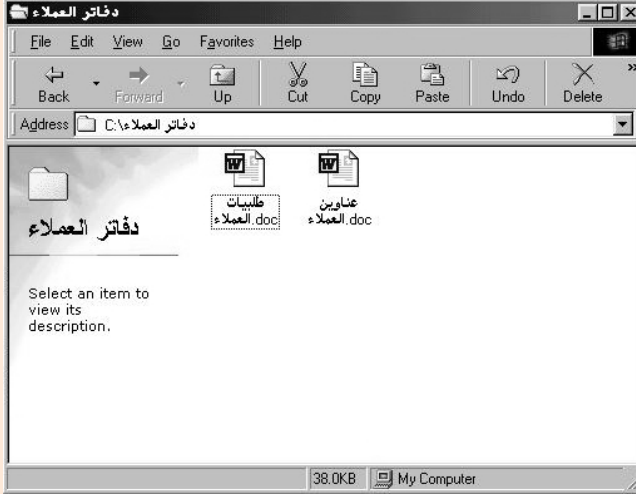 دفاتر العملاء
File Edit View Go Favorites Help
Back Forward Up Cut Copy Paste Undo Delete »
Address C:\دفاتر العملاء
دفاتر العملاء
Select an item to
view its
description.
طلبيات
العملاء.doc
عناوين
العملاء.doc
38.0KB My Computer